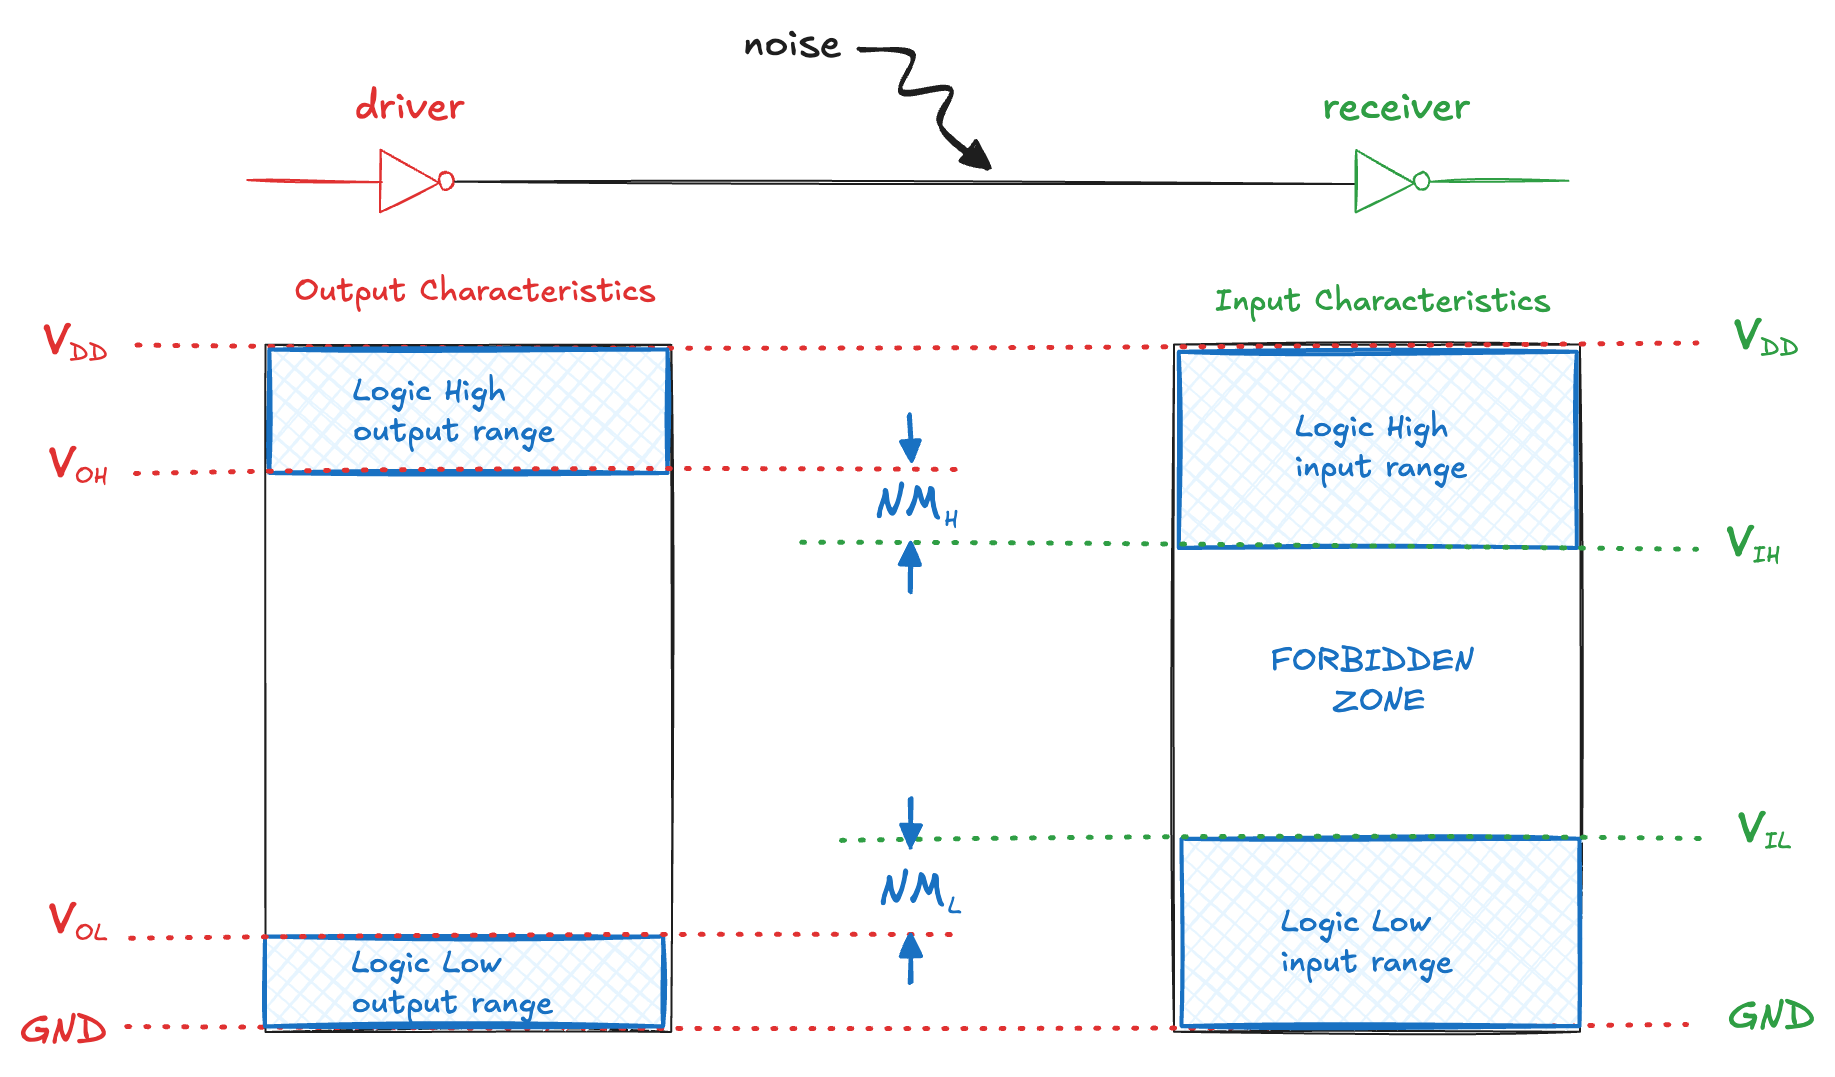 noise
driver
receiver
Output Characteristics
Input Characteristics
VDD
VDD
Logic High
output range
Logic High
input range
VOH
NMH
VIH
FORBIDDEN
ZONE
VIL
NML
VOL
Logic Low
input range
Logic Low
output range
GND
GND